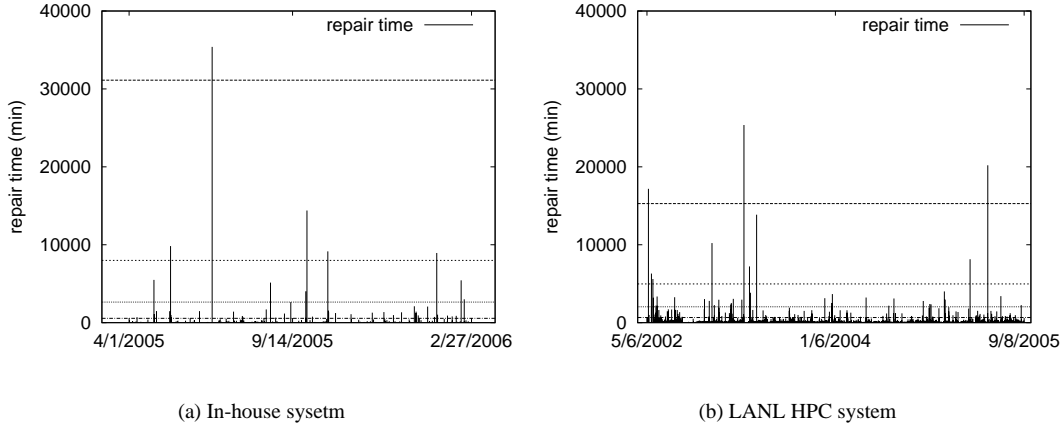 40000
30000
20000
10000
0
repair time (min)
repair time
4/1/2005
9/14/2005
2/27/2006
(a) In-house sysetm
40000
30000
20000
10000
0
repair time (min)
repair time
5/6/2002
1/6/2004
9/8/2005
(b) LANL HPC system